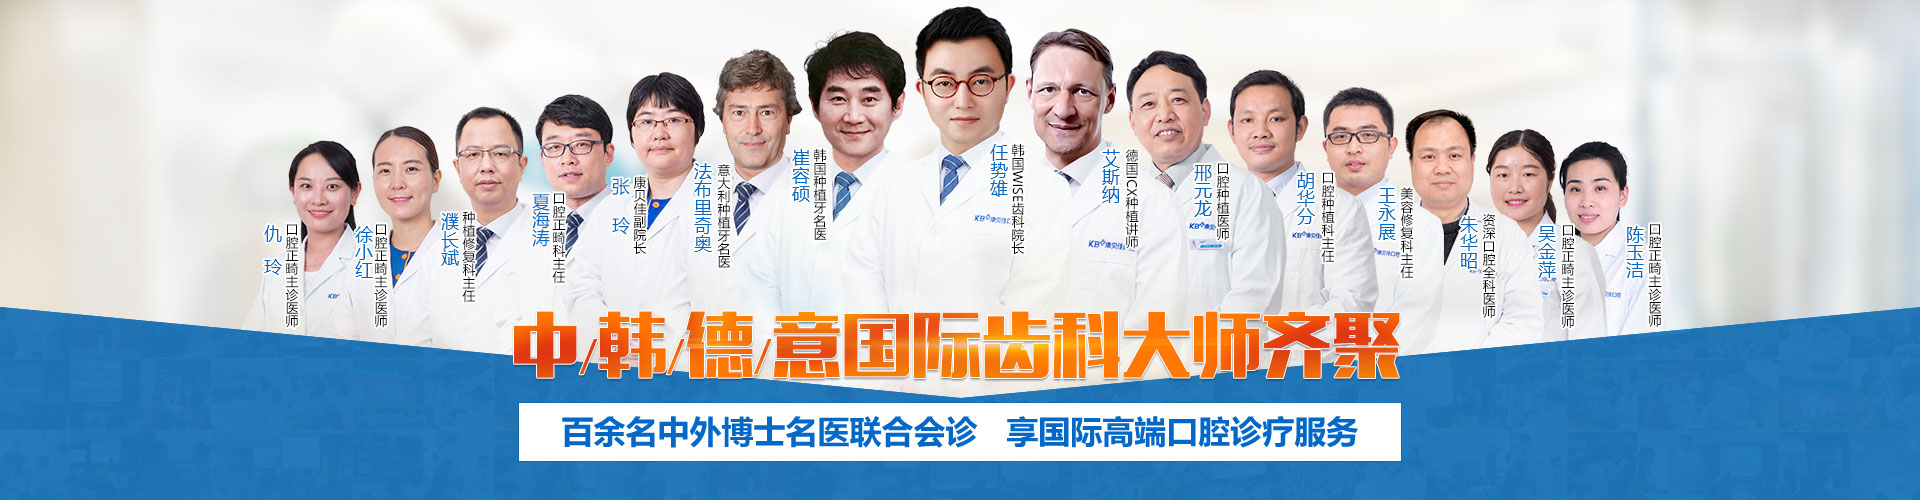 仇 玲
口腔正畸主诊医师
徐小红
口腔正畸主诊医师
濮长斌
种植修复科主任
夏海涛
口腔正畸科主任
张 玲
康贝佳副院长
法布里奇奥
意大利种植牙名医
崔容硕
韩国种植牙名医
任势雄
韩国WISE齿科院长
艾斯纳
德国ICX种植讲师
邢元龙
口腔种植医师
胡华分
口腔种植科主任
王永展
美容修复科主任
朱华昭
资深口腔全科医师
吴金萍
口腔正畸主诊医师
陈玉洁
口腔正畸主诊医师
中/韩/德/意国际齿科大师齐聚
百余名中外博士名医联合会诊 享国际高端口腔诊疗服务